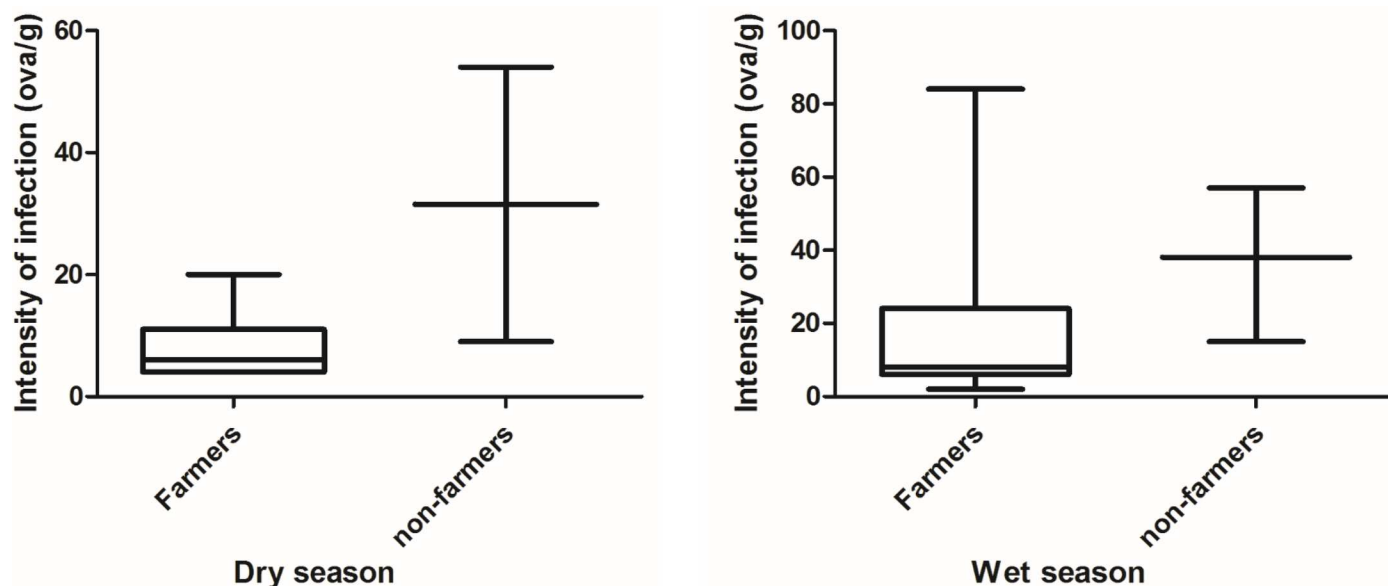 Intensity of infection (ova/g)
60
40
20
0
Farmers
non-farmers
Dry season
Intensity of infection (ova/g)
100
80
60
40
20
0
Farmers
non-farmers
Wet season